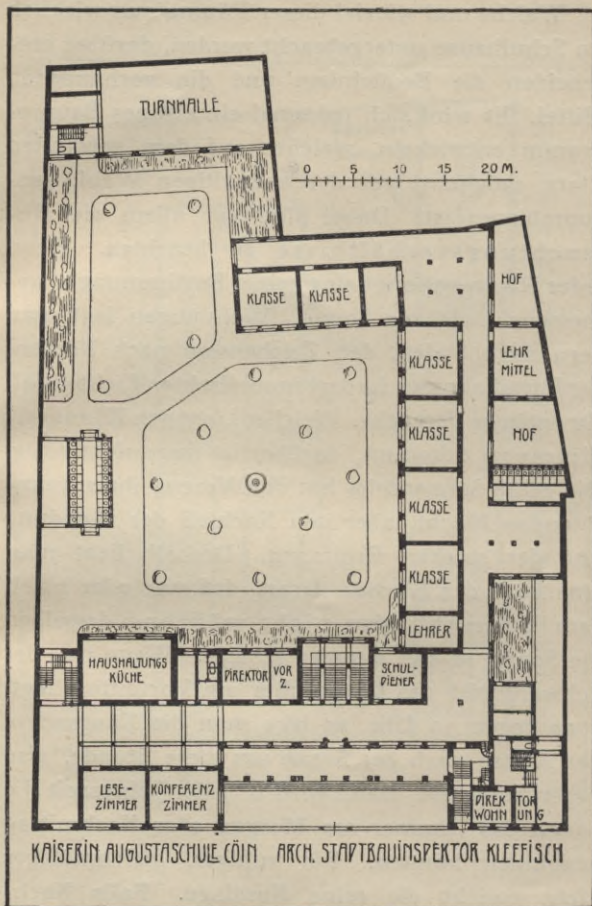 TURNHALLE
0 5 10 15 20 M.
KLASSE KLASSE
HOF
KLASSE
LEHR
MITTEL
KLASSE
HOF
KLASSE
KLASSE
LEHRER
HAUSHALTUNGS
KÜCHE
DIREKTOR
VOR
Z.
SCHUL-
DIENER
LESE-
ZIMMER
KONFERENZ
ZIMMER
DIREK
WOHN
TOR
UNG
KAISERIN AUGUSTASCHULE CÖLN ARCH. STADTBAUINSPEKTOR KLEEFISCH